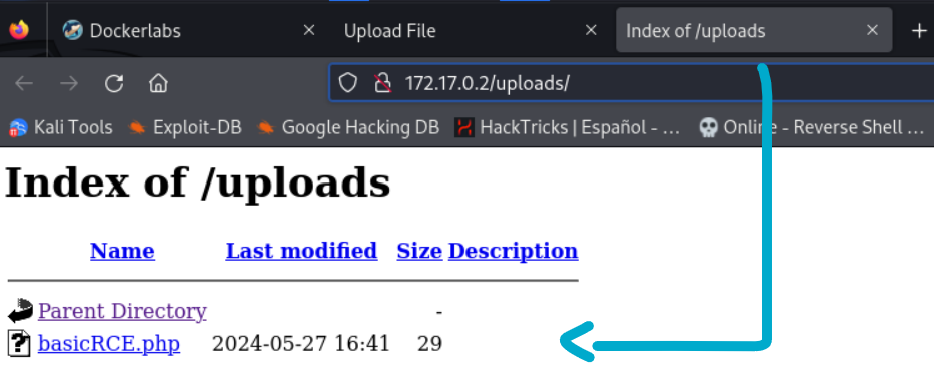 Dockerlabs × Upload File × Index of /uploads × +
172.17.0.2/uploads/
Kali Tools Exploit-DB Google Hacking DB HackTricks | Español - ... Online - Reverse Shell ...
Index of /uploads
Name Last modified Size Description
Parent Directory -
basicRCE.php 2024-05-27 16:41 29